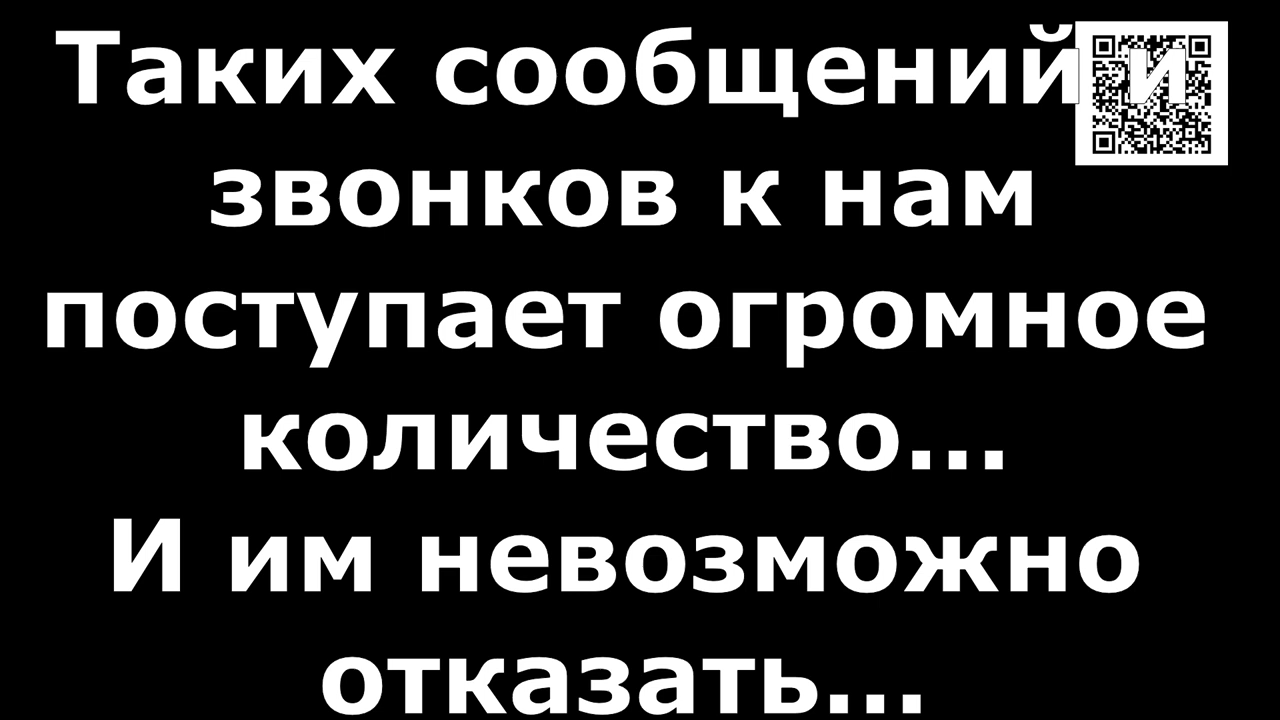 Таких сообщений и
звонков к нам
поступает огромное
количество...
И им невозможно
отказать...